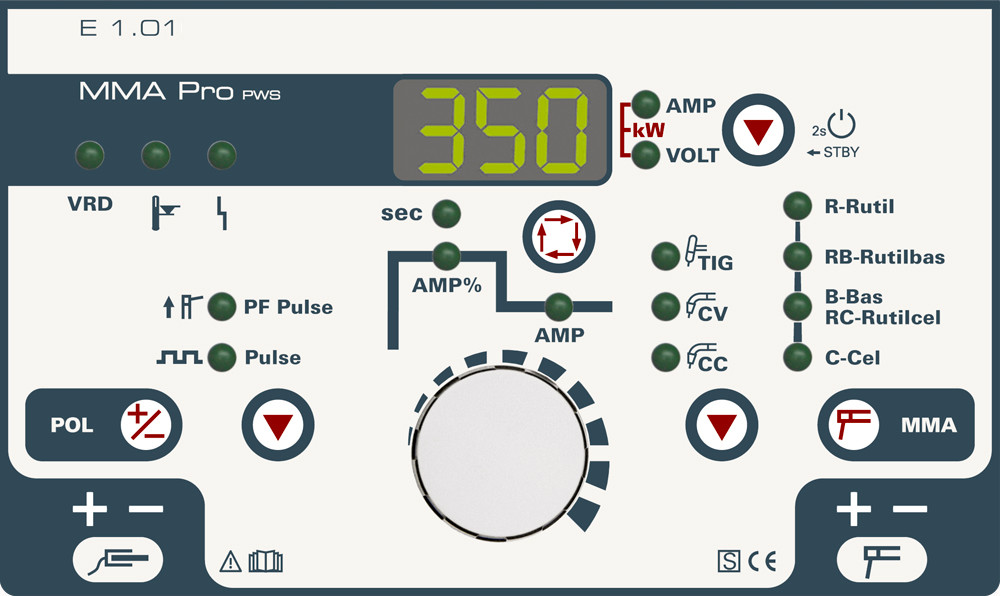 E 1.01
MMA Pro PWS
350
AMP
kW
VOLT
2s
STBY
VRD
sec
AMP%
AMP
PF Pulse
Pulse
TIG
CV
CC
R-Rutil
RB-Rutilbas
B-Bas
RC-Rutilcel
C-Cel
POL
MMA
+ −
+ −
S CE